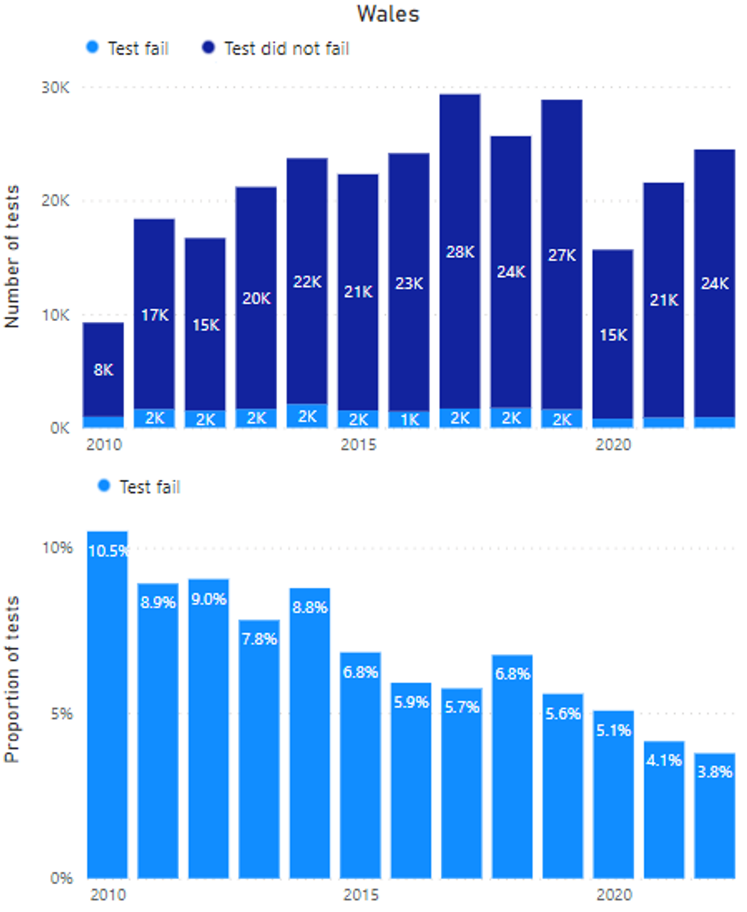 Wales
Test fail Test did not fail
Number of tests
30K
20K
10K
0K
8K
17K
15K
20K
22K
21K
23K
28K
24K
27K
15K
21K
24K
2K
2K
2K
2K
2K
1K
2K
2K
2K
2010 2015 2020
Test fail
Proportion of tests
10%
5%
0%
10.5%
8.9%
9.0%
7.8%
8.8%
6.8%
5.9%
5.7%
6.8%
5.6%
5.1%
4.1%
3.8%
2010 2015 2020